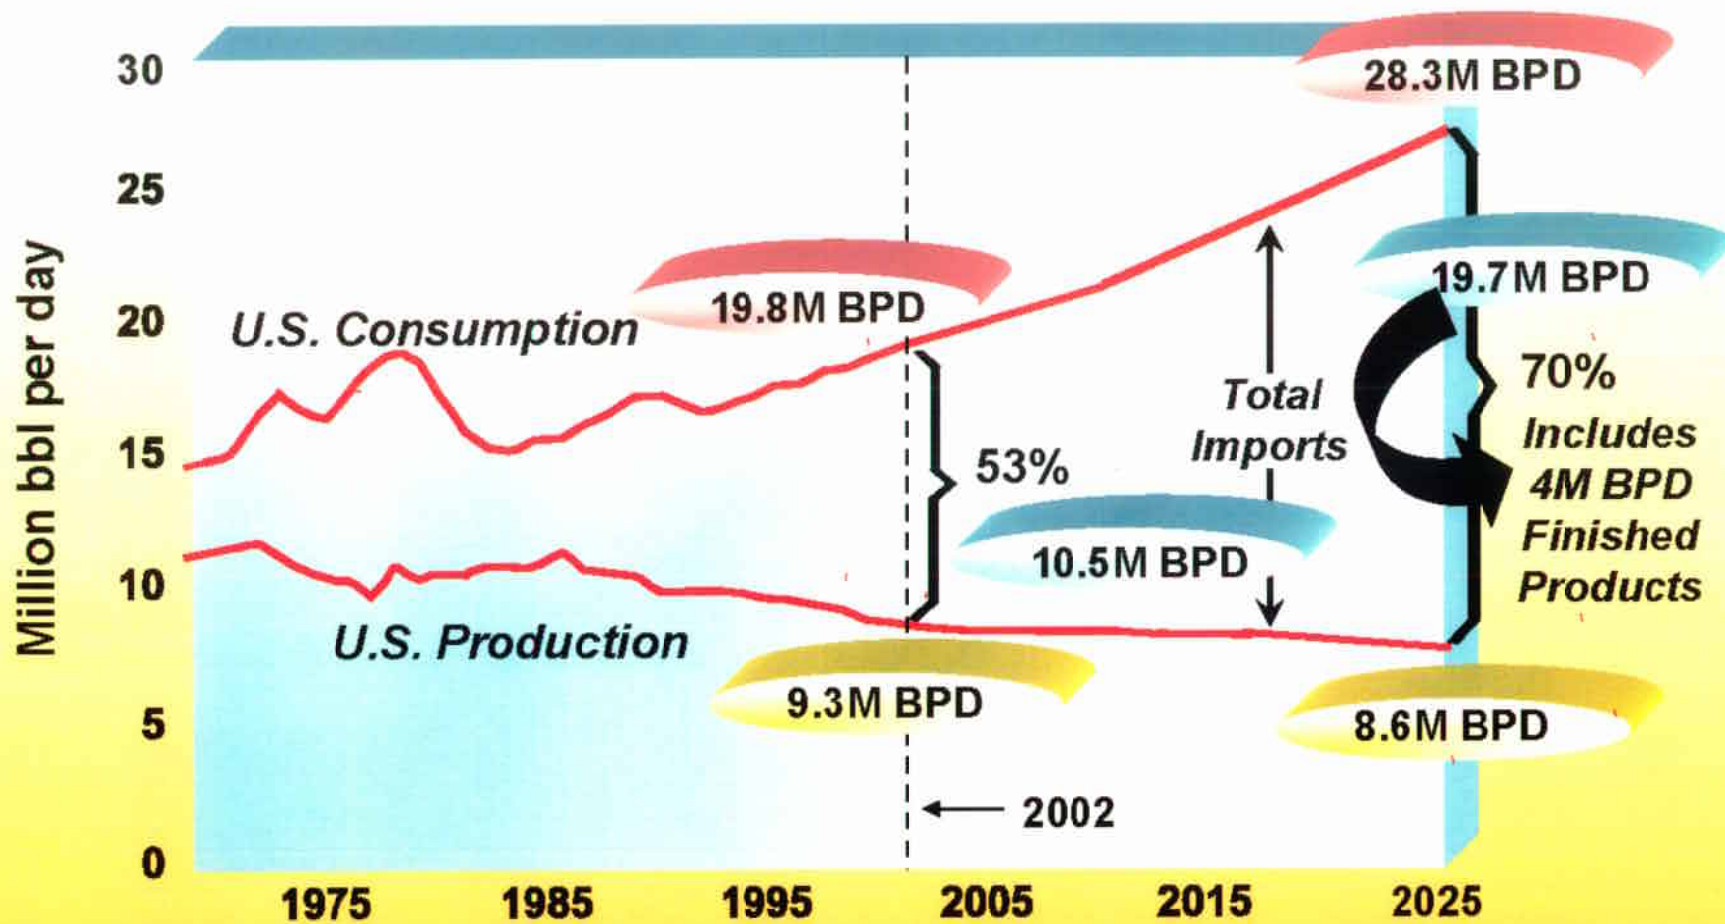 30
25
20
15
10
5
0
Million bbl per day
28.3M BPD
19.7M BPD
19.8M BPD
U.S. Consumption
70%
Includes
4M BPD
Finished
Products
Total
Imports
53%
10.5M BPD
U.S. Production
9.3M BPD
8.6M BPD
2002
1975
1985
1995
2005
2015
2025